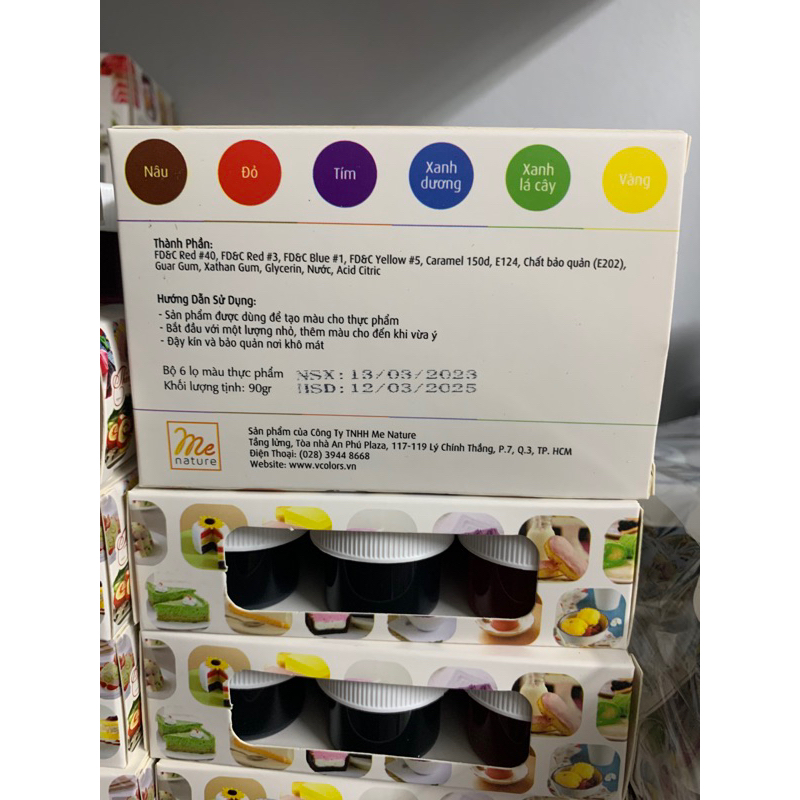 Nâu
Đỏ
Tím
Xanh
dương
Xanh
lá cây
Vàng
Thành Phần:
FD&C Red #40, FD&C Red #3, FD&C Blue #1, FD&C Yellow #5, Caramel 150d, E124, Chất bảo quản (E202),
Guar Gum, Xathan Gum, Glycerin, Nước, Acid Citric
Hướng Dẫn Sử Dụng:
- Sản phẩm được dùng để tạo màu cho thực phẩm
- Bắt đầu với một lượng nhỏ, thêm màu cho đến khi vừa ý
- Đậy kín và bảo quản nơi khô mát
Bộ 6 lọ màu thực phẩm NSX: 13/03/2023
Khối lượng tịnh: 90gr HSD: 12/03/2025
Me
nature
Sản phẩm của Công Ty TNHH Me Nature
Tầng lửng, Tòa nhà An Phú Plaza, 117-119 Lý Chính Thắng, P.7, Q.3, TP. HCM
Điện Thoại: (028) 3944 8668
Website: www.vcolors.vn